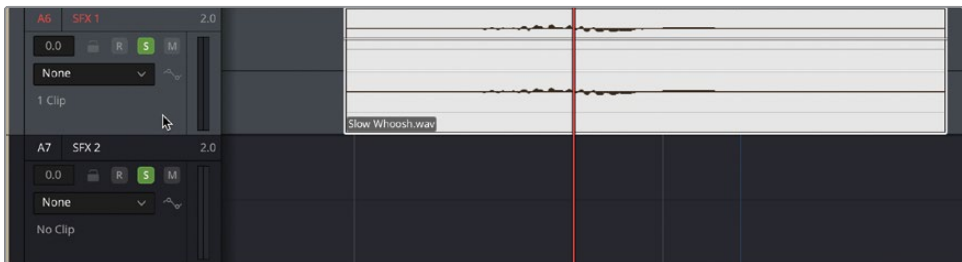 A6 SFX 1 2.0
0.0 R S M
None
1 Clip
Slow Whoosh.wav
A7 SFX 2 2.0
0.0 R S M
None
No Clip